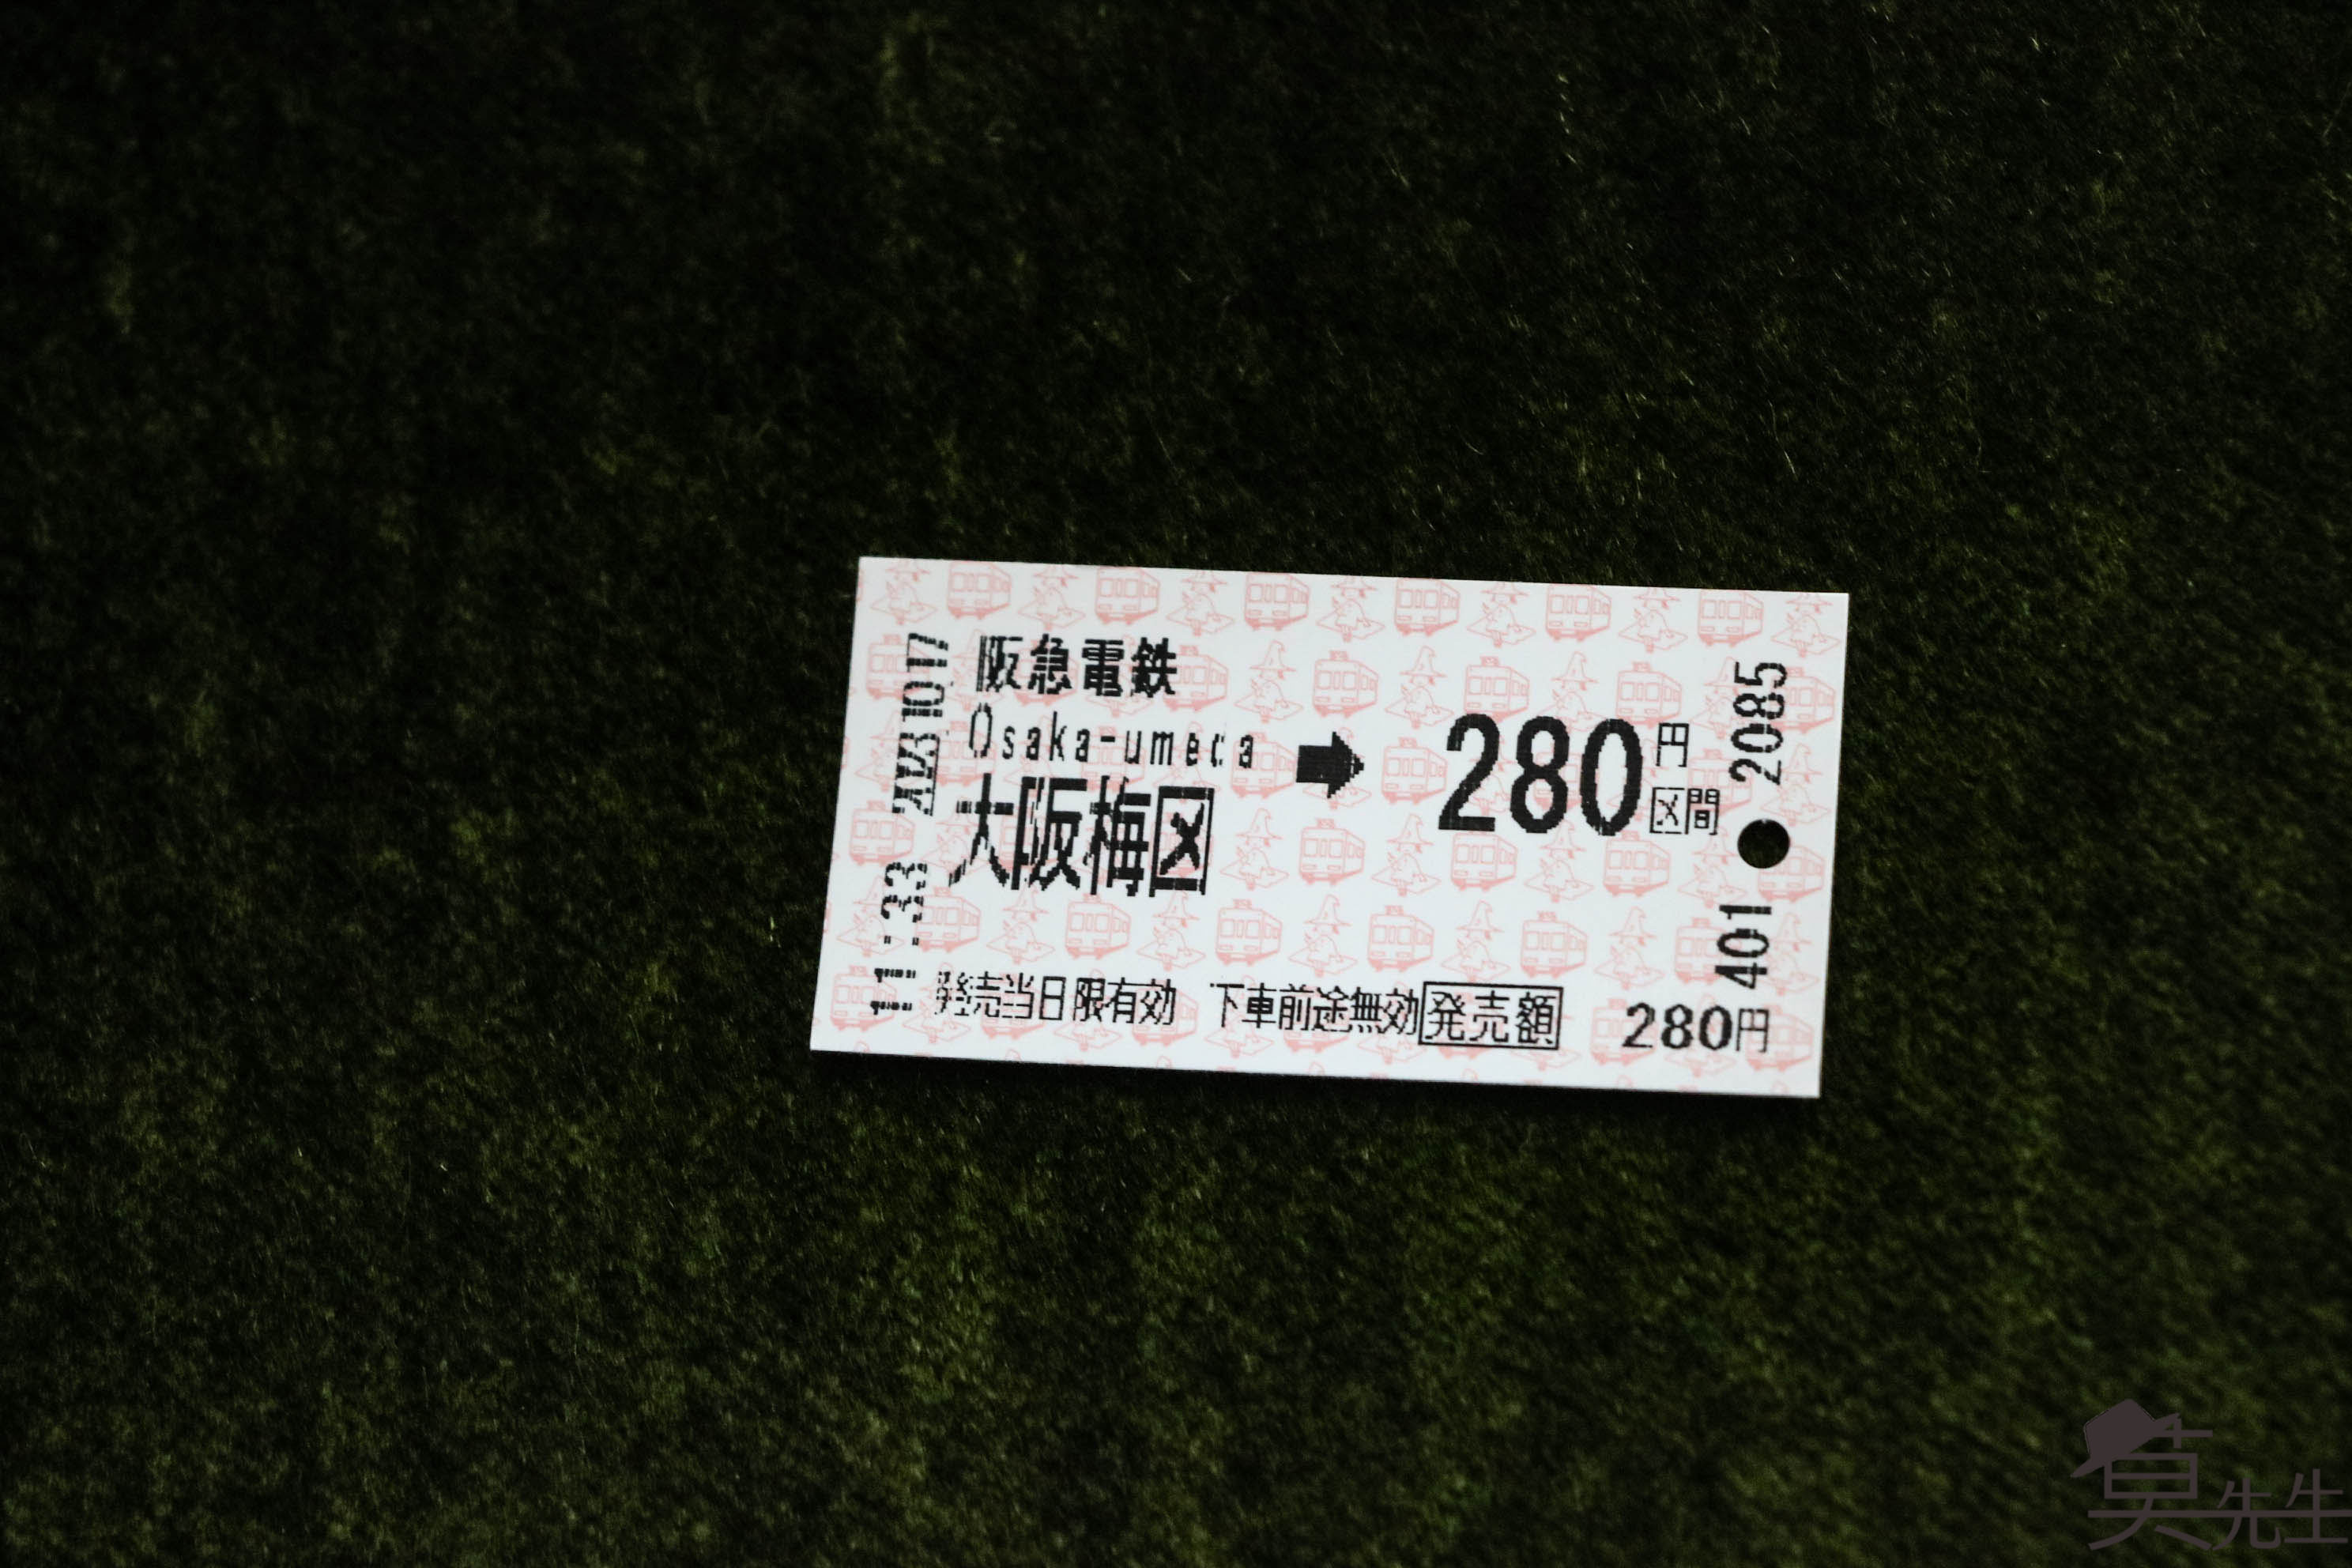 阪急電鉄
Osaka-umeda
大阪梅区
➡ 280円区間
発売当日限有効 下車前途無効 発売額 280円
2023.10.17
11:33
2085
401
莫先生